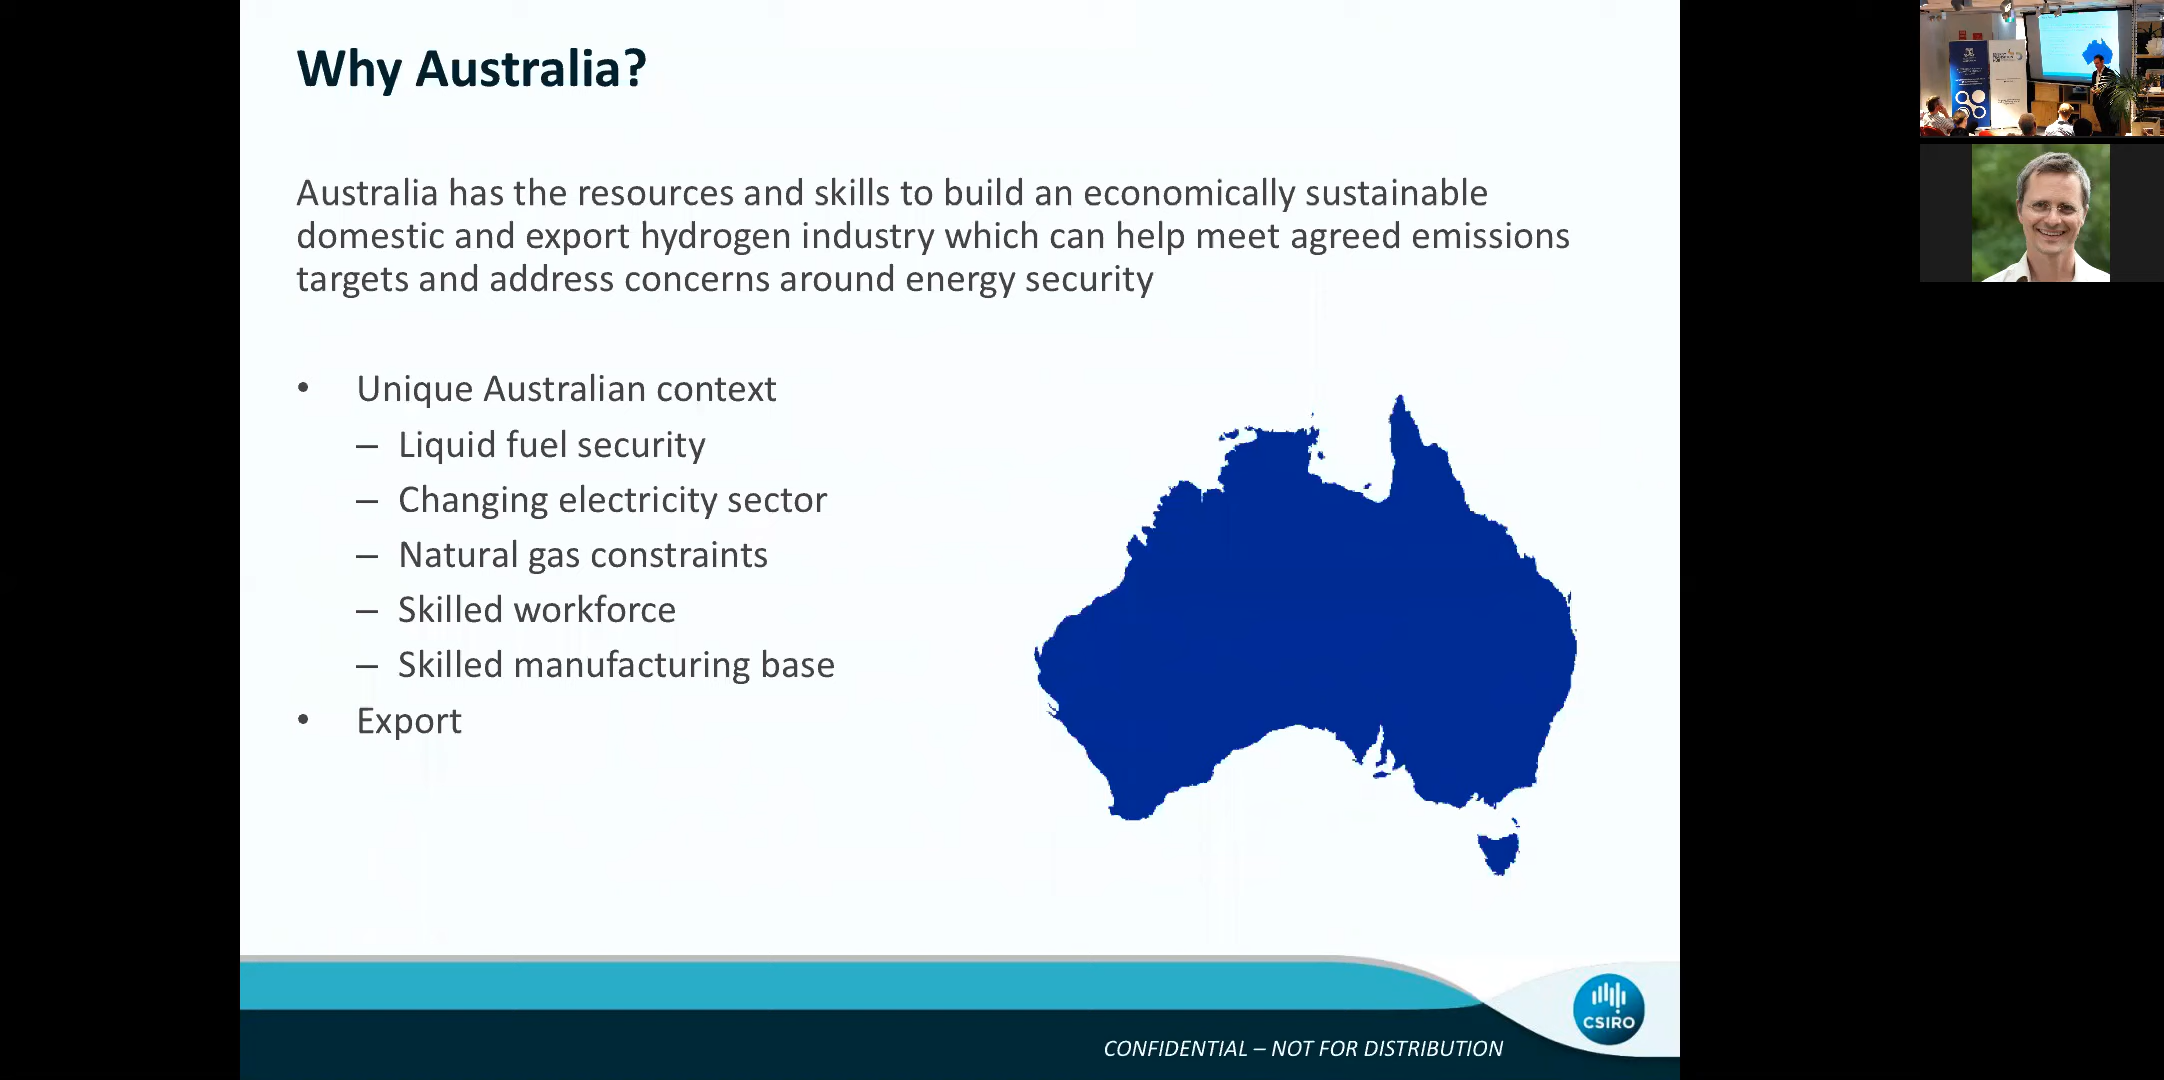 Why Australia?
Australia has the resources and skills to build an economically sustainable
domestic and export hydrogen industry which can help meet agreed emissions
targets and address concerns around energy security
• Unique Australian context
– Liquid fuel security
– Changing electricity sector
– Natural gas constraints
– Skilled workforce
– Skilled manufacturing base
• Export
CSIRO
CONFIDENTIAL – NOT FOR DISTRIBUTION